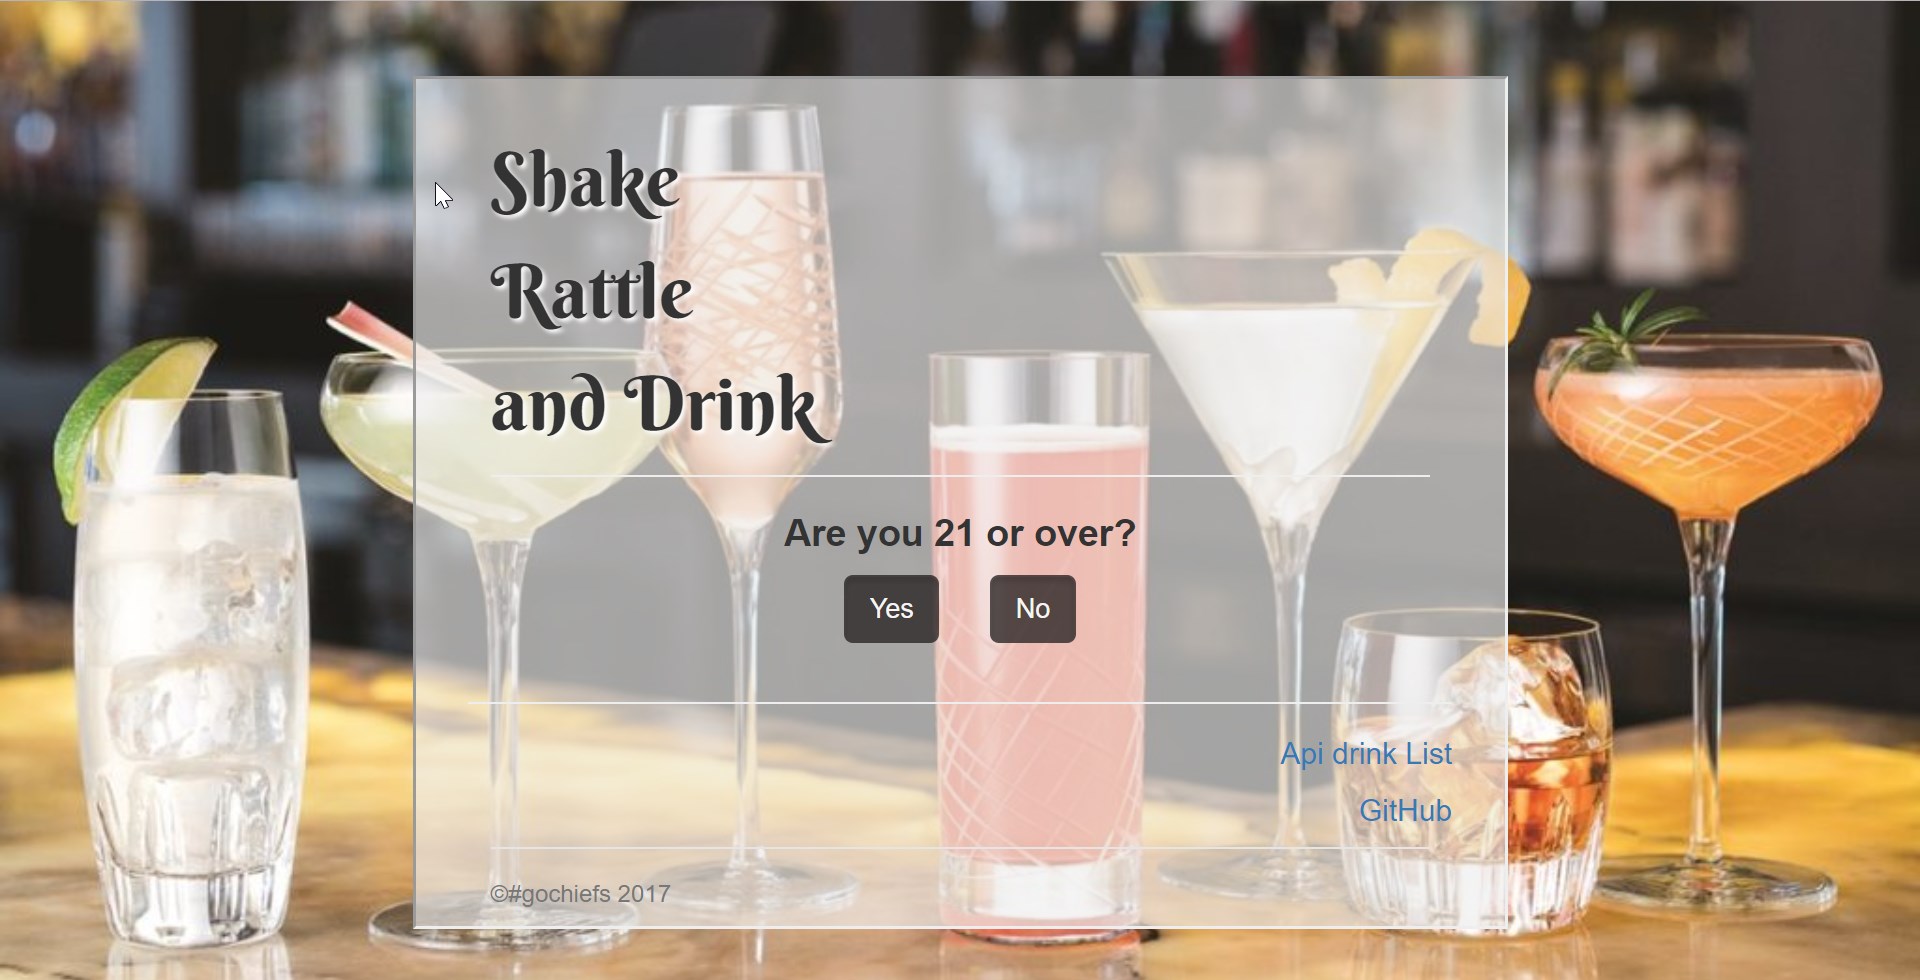 Shake
Rattle
and Drink
Are you 21 or over?
Yes No
Api drink List
GitHub
©#gochiefs 2017